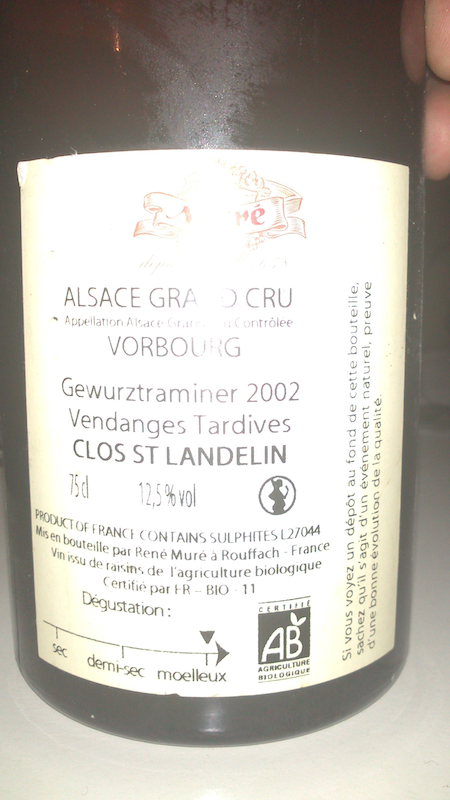 ALSACE GRAND CRU
Appellation Alsace Grand Cru Contrôlée
VORBOURG
Gewurztraminer 2002
Vendanges Tardives
CLOS ST LANDELIN
75 cl 12,5 % vol
PRODUCT OF FRANCE CONTAINS SULPHITES L27044
Mis en bouteille par René Muré à Rouffach - France
Vin issu de raisins de l'agriculture biologique
Certifié par FR - BIO - 11
Dégustation :
sec demi-sec moelleux
CERTIFIÉ
AB
AGRICULTURE
BIOLOGIQUE
Si vous voyez un dépôt au fond de cette bouteille,
sachez qu'il s'agit d'un événement naturel, preuve
d'une bonne évolution de la qualité.